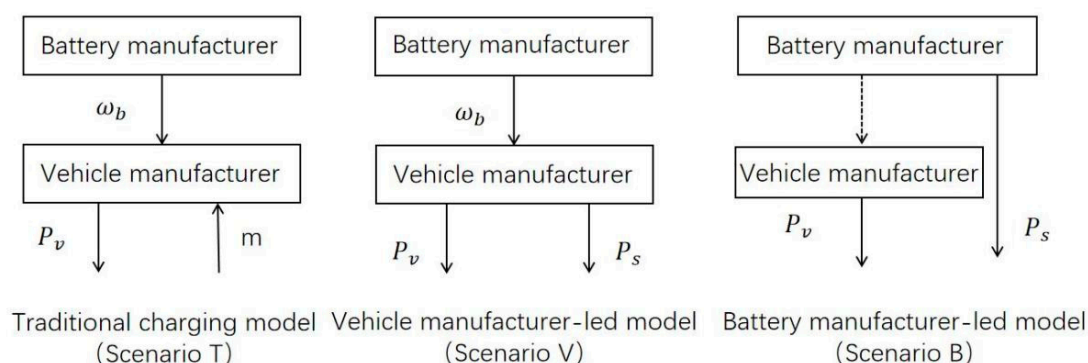 Battery manufacturer
ω_b
Vehicle manufacturer
P_v
m
Traditional charging model
(Scenario T)
Battery manufacturer
ω_b
Vehicle manufacturer
P_v
P_s
Vehicle manufacturer-led model
(Scenario V)
Battery manufacturer
Vehicle manufacturer
P_v
P_s
Battery manufacturer-led model
(Scenario B)